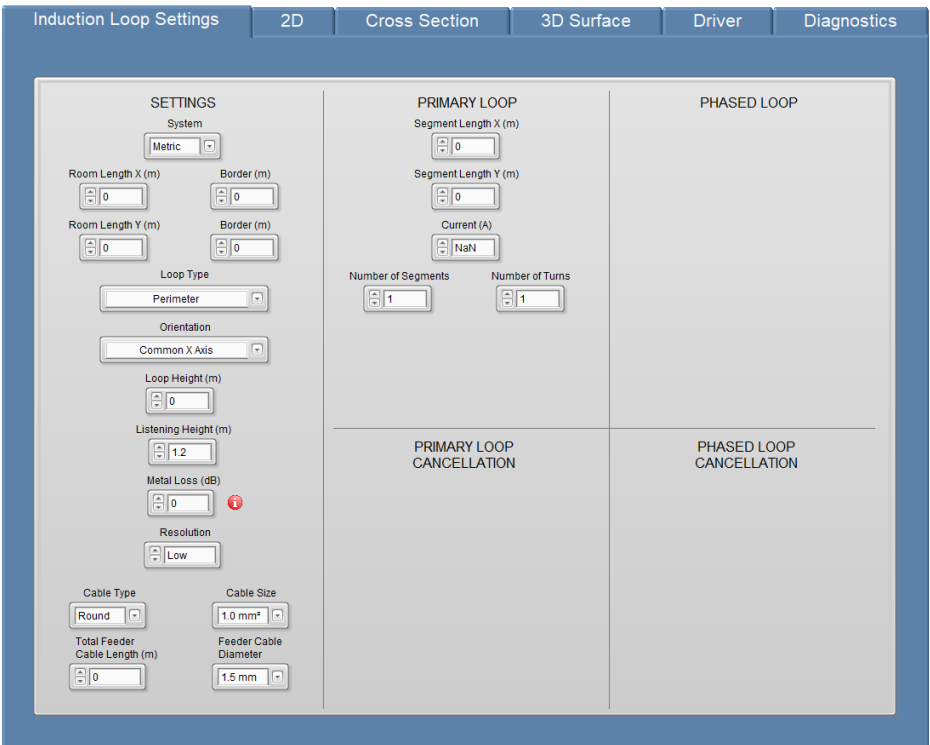 Induction Loop Settings
2D
Cross Section
3D Surface
Driver
Diagnostics
SETTINGS
System
Metric
Room Length X (m)
Border (m)
0
0
Room Length Y (m)
Border (m)
0
0
Loop Type
Perimeter
Orientation
Common X Axis
Loop Height (m)
0
Listening Height (m)
1.2
Metal Loss (dB)
0
i
Resolution
Low
Cable Type
Cable Size
Round
1.0 mm²
Total Feeder
Cable Length (m)
Feeder Cable
Diameter
0
1.5 mm
PRIMARY LOOP
Segment Length X (m)
0
Segment Length Y (m)
0
Current (A)
NaN
Number of Segments
Number of Turns
1
1
PHASED LOOP
PRIMARY LOOP
CANCELLATION
PHASED LOOP
CANCELLATION